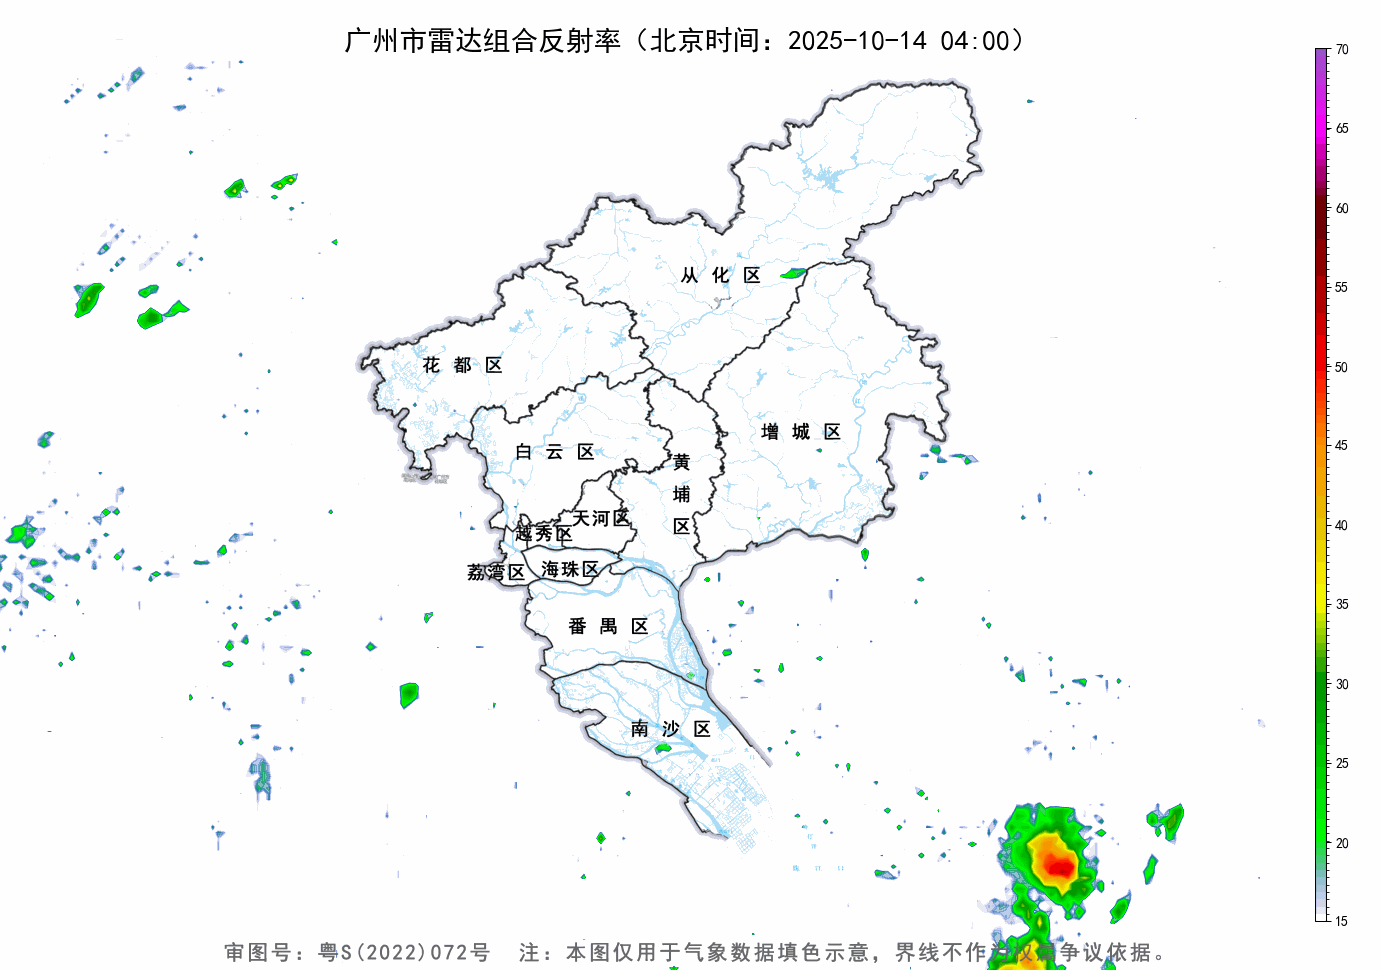 广州市雷达组合反射率（北京时间：2025-10-14 04:00）
70
65
60
55
50
45
40
35
30
25
20
15
从化区
花都区
增城区
白云区
黄埔区
天河区
越秀区
荔湾区
海珠区
番禺区
南沙区
审图号：粤S(2022)072号 注：本图仅用于气象数据填色示意，界线不作为权属争议依据。